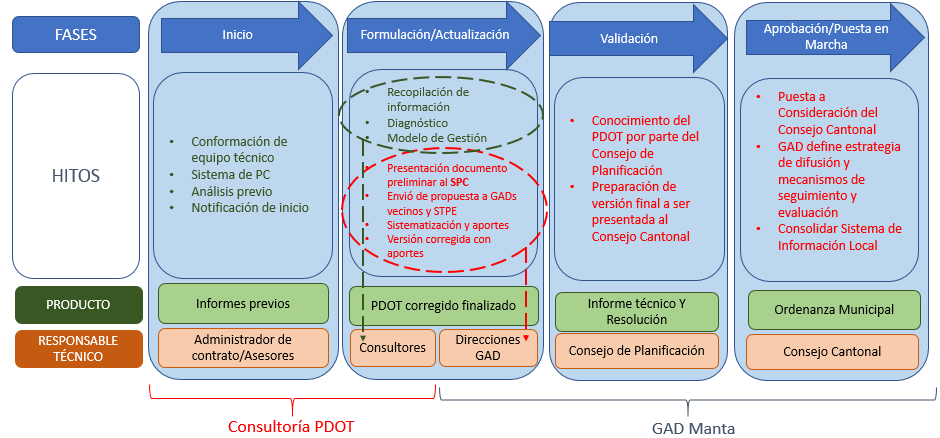 FASES
Inicio
Formulación/Actualización
Validación
Aprobación/Puesta en
Marcha
HITOS
• Conformación de
equipo técnico
• Sistema de PC
• Análisis previo
• Notificación de inicio
• Recopilación de
información
• Diagnóstico
• Modelo de Gestión
• Presentación documento
preliminar al SPC
• Envió de propuesta a GADs
vecinos y STPE
• Sistematización y aportes
• Versión corregida con
aportes
• Conocimiento del
PDOT por parte del
Consejo de
Planificación
• Preparación de
versión final a ser
presentada al
Consejo Cantonal
• Puesta a
Consideración del
Consejo Cantonal
• GAD define estrategia
de difusión y
mecanismos de
seguimiento y
evaluación
• Consolidar Sistema de
Información Local
PRODUCTO
Informes previos
PDOT corregido finalizado
Informe técnico Y
Resolución
Ordenanza Municipal
RESPONSABLE
TÉCNICO
Administrador de
contrato/Asesores
Consultores
Direcciones
GAD
Consejo de Planificación
Consejo Cantonal
Consultoría PDOT
GAD Manta